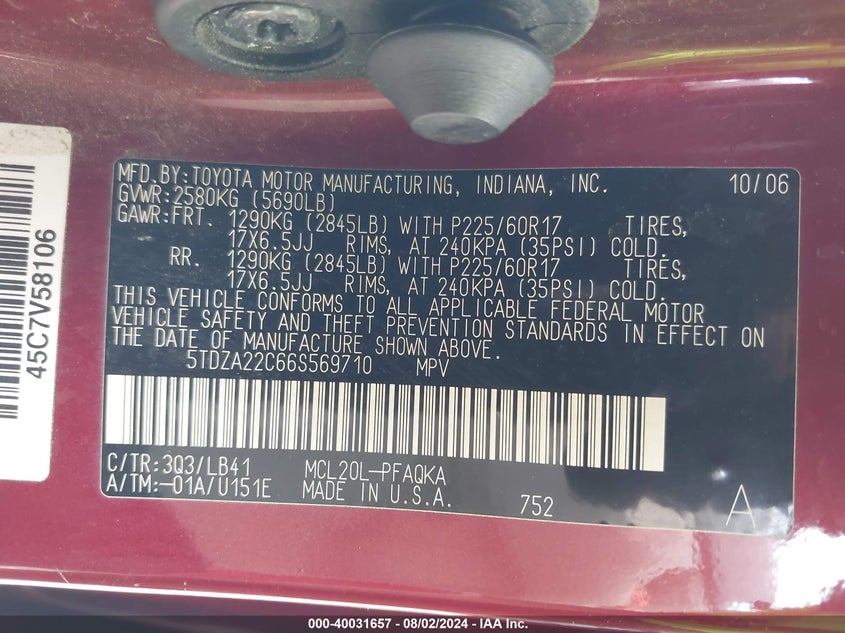 MFD.BY:TOYOTA MOTOR MANUFACTURING, INDIANA, INC. 10/06
GVWR:2580KG (5690LB)
GAWR:FRT. 1290KG (2845LB) WITH P225/60R17 TIRES,
17X6.5JJ RIMS, AT 240KPA (35PSI) COLD.
RR. 1290KG (2845LB) WITH P225/60R17 TIRES,
17X6.5JJ RIMS, AT 240KPA (35PSI) COLD.
THIS VEHICLE CONFORMS TO ALL APPLICABLE FEDERAL MOTOR
VEHICLE SAFETY AND THEFT PREVENTION STANDARDS IN EFFECT ON
THE DATE OF MANUFACTURE SHOWN ABOVE.
5TDZA22C66S569710 MPV
C/TR:3Q3/LB41 MCL20L-PFAQKA
A/TM:-01A/U151E MADE IN U.S.A. 752 A
45C7V58106
000-40031657 - 08/02/2024 - IAA Inc.